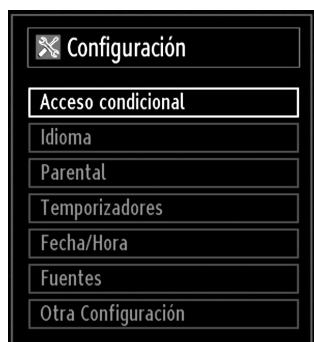 Configuración
Acceso condicional
Idioma
Parental
Temporizadores
Fecha/Hora
Fuentes
Otra Configuración